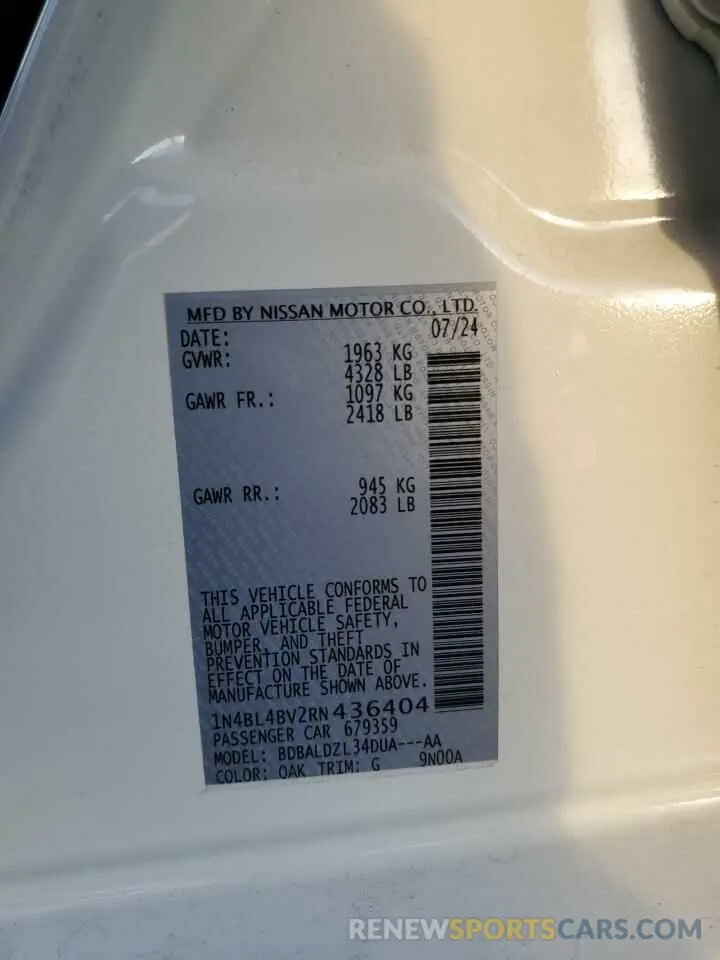 MFD BY NISSAN MOTOR CO., LTD.
DATE: 07/24
GVWR: 1963 KG
4328 LB
GAWR FR.: 1097 KG
2418 LB
GAWR RR.: 945 KG
2083 LB
THIS VEHICLE CONFORMS TO
ALL APPLICABLE FEDERAL
MOTOR VEHICLE SAFETY,
BUMPER, AND THEFT
PREVENTION STANDARDS IN
EFFECT ON THE DATE OF
MANUFACTURE SHOWN ABOVE.
1N4BL4BV2RN436404
PASSENGER CAR 679359
MODEL: BDBALDZL34DUA---AA
COLOR: QAK TRIM: G 9N00A
RENEWSPORTSCARS.COM